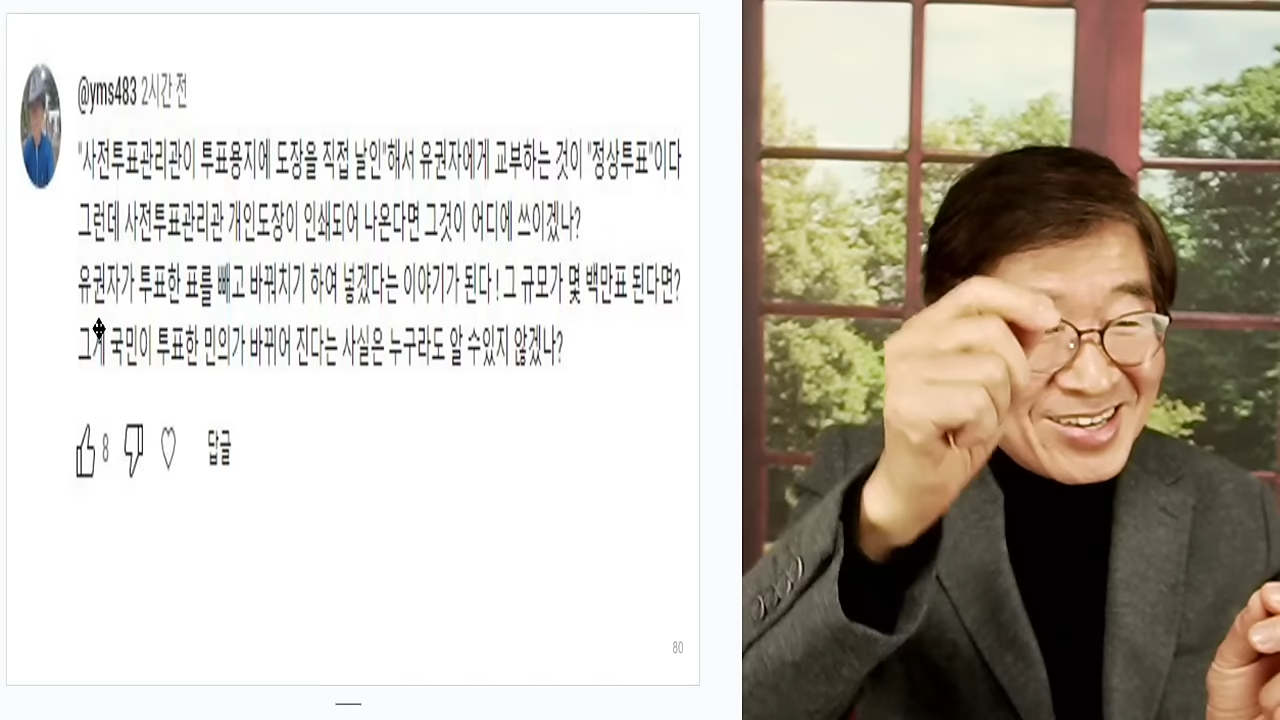 @yms483 2시간 전
"사전투표관리관이 투표용지에 도장을 직접 날인"해서 유권자에게 교부하는 것이 "정상투표"이다
그런데 사전투표관리관 개인도장이 인쇄되어 나온다면 그것이 어디에 쓰이겠나?
유권자가 투표한 표를 빼고 바꿔치기 하여 넣겠다는 이야기가 된다 ! 그 규모가 몇 백만표 된다면?
그게 국민이 투표한 민의가 바뀌어 진다는 사실은 누구라도 알 수있지 않겠나?
8 답글
80